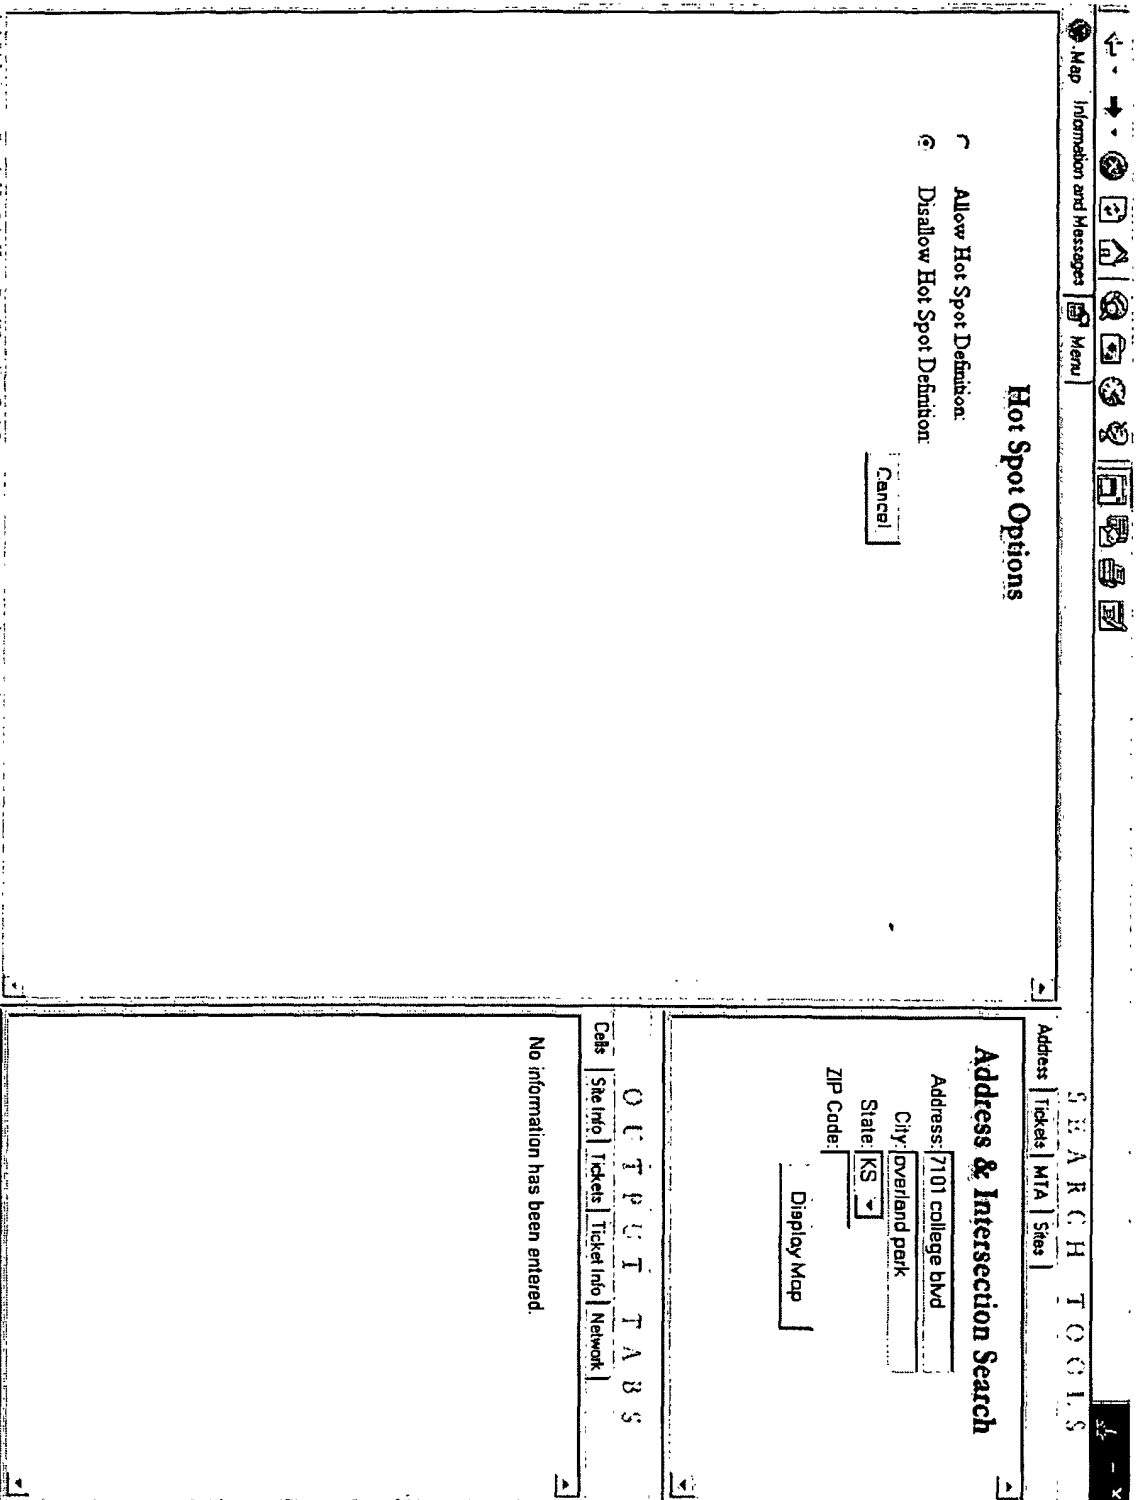 Map Information and Messages Menu
Hot Spot Options
Allow Hot Spot Definition:
Disallow Hot Spot Definition:
Cancel
SEARCH TOOLS
Address Tickets MTA Sites
Address & Intersection Search
Address: 7101 college blvd
City: overland park
State: KS
ZIP Code:
Display Map
OUTPUT TABS
Cells Site Info Tickets Ticket Info Network
No information has been entered.